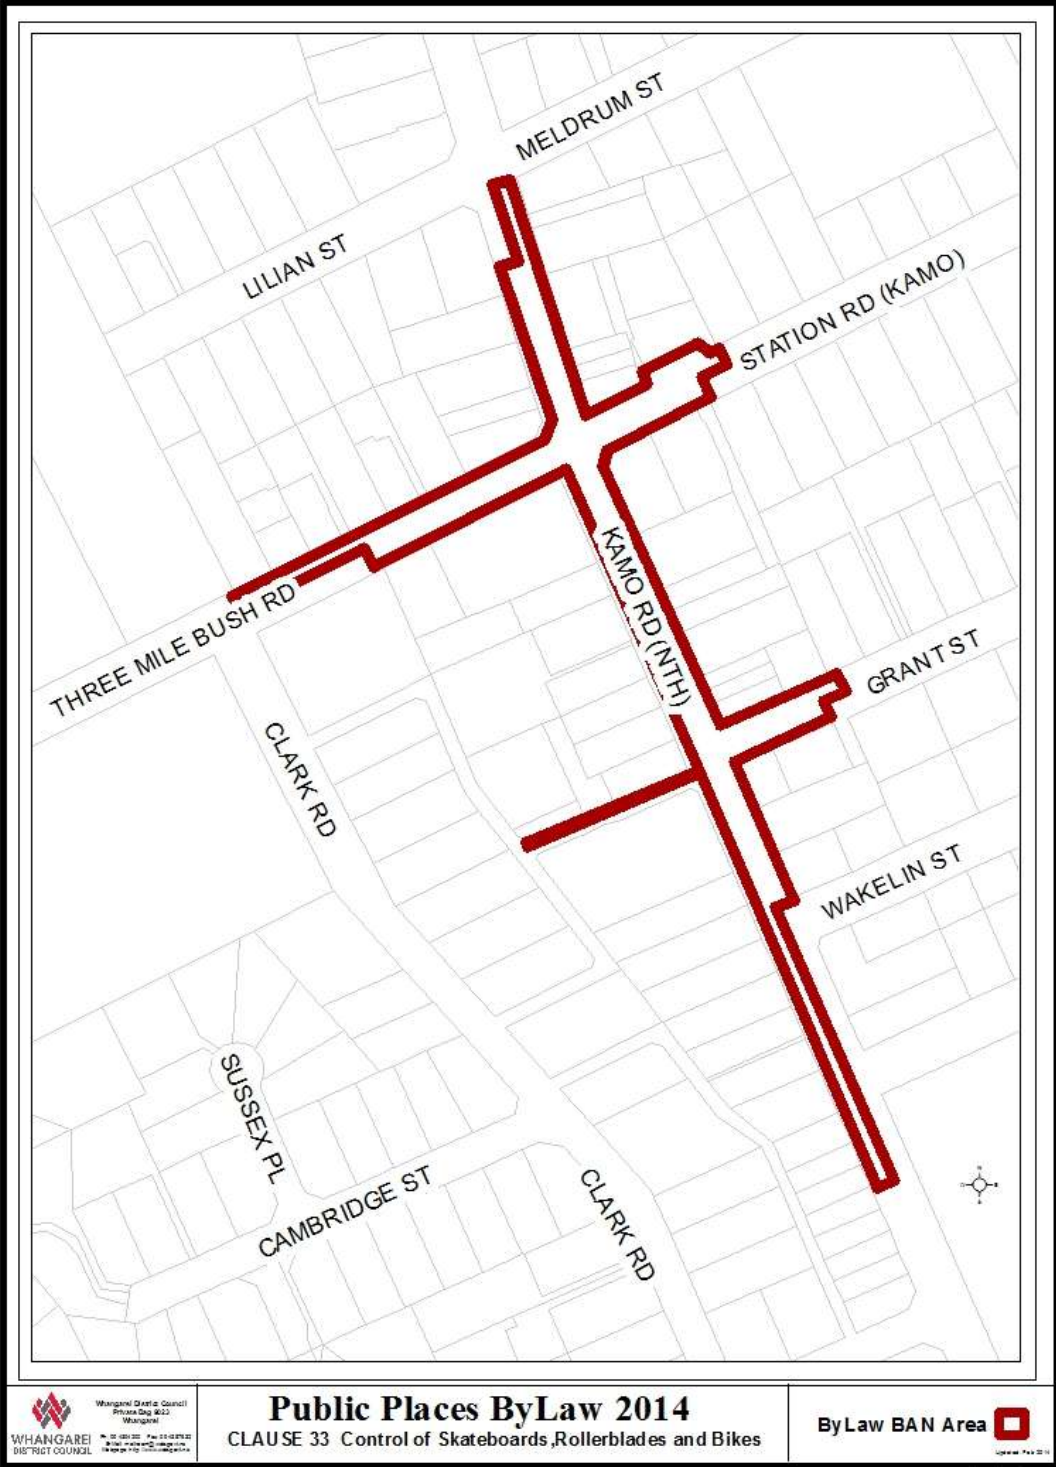 MELDRUM ST
LILIAN ST
STATION RD (KAMO)
KAMO RD (NTH)
THREE MILE BUSH RD
GRANT ST
CLARK RD
WAKELIN ST
SUSSEX PL
CAMBRIDGE ST
CLARK RD
WHANGAREI
DISTRICT COUNCIL
Whangarei District Council
Private Bag 9023
Whangarei
Public Places ByLaw 2014
CLAUSE 33 Control of Skateboards,Rollerblades and Bikes
ByLaw BAN Area